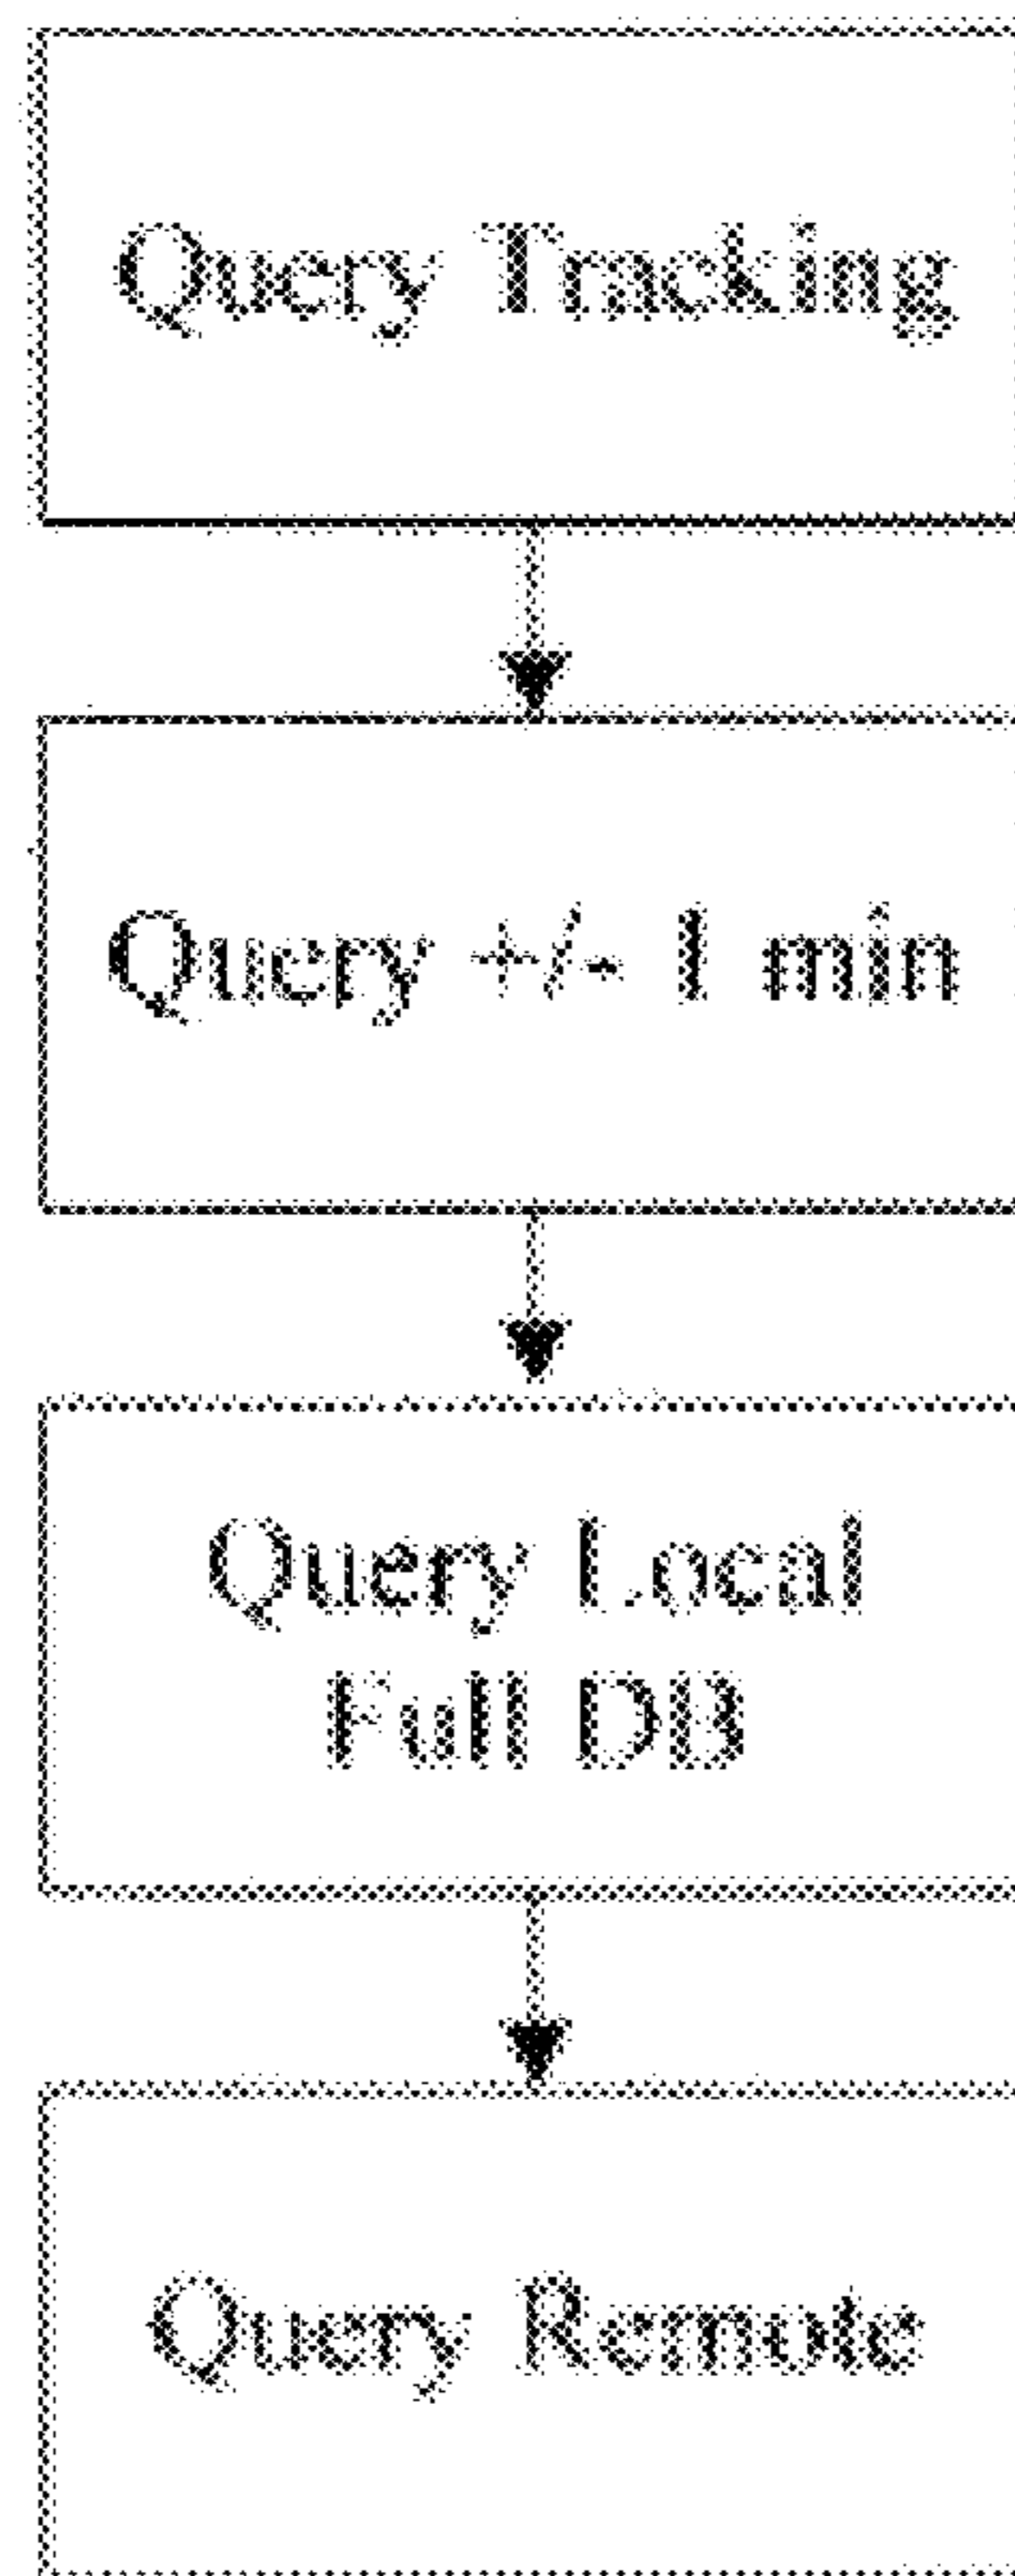 Query Tracking
Query +/- 1 min
Query Local
Full DB
Query Remote